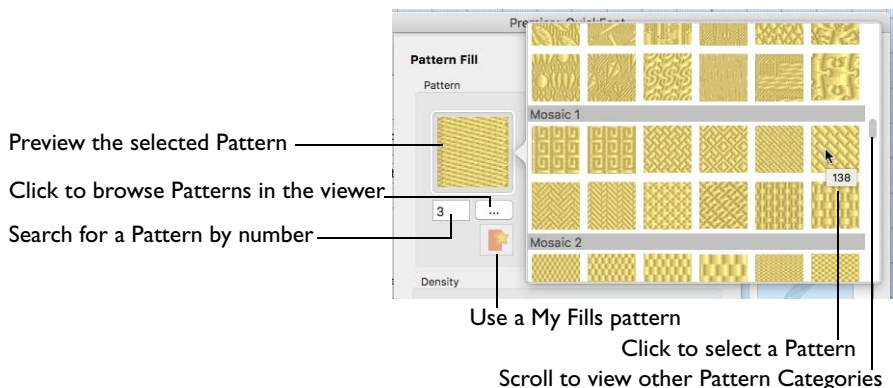 Pattern Fill
Pattern
Mosaic 1
Preview the selected Pattern
138
Click to browse Patterns in the viewer
3
...
Search for a Pattern by number
Mosaic 2
Density
Use a My Fills pattern
Click to select a Pattern
Scroll to view other Pattern Categories